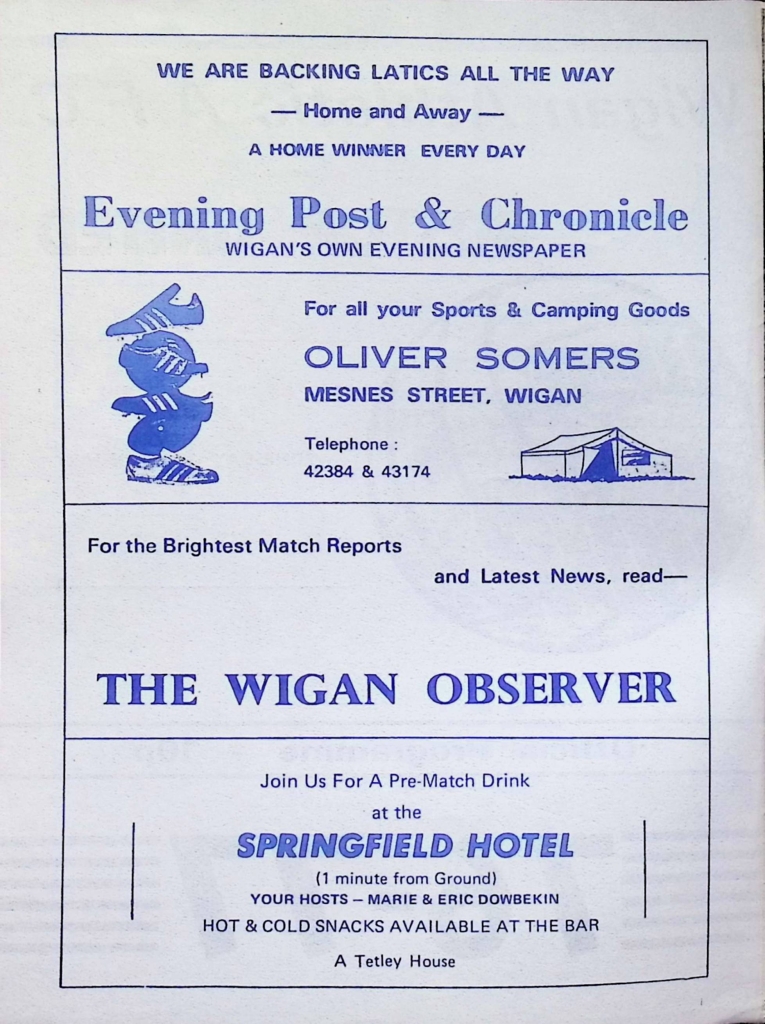 WE ARE BACKING LATICS ALL THE WAY
— Home and Away —
A HOME WINNER EVERY DAY
Evening Post & Chronicle
WIGAN'S OWN EVENING NEWSPAPER
For all your Sports & Camping Goods
OLIVER SOMERS
MESNES STREET, WIGAN
Telephone :
42384 & 43174
For the Brightest Match Reports
and Latest News, read—
THE WIGAN OBSERVER
Join Us For A Pre-Match Drink
at the
SPRINGFIELD HOTEL
(1 minute from Ground)
YOUR HOSTS – MARIE & ERIC DOWBEKIN
HOT & COLD SNACKS AVAILABLE AT THE BAR
A Tetley House